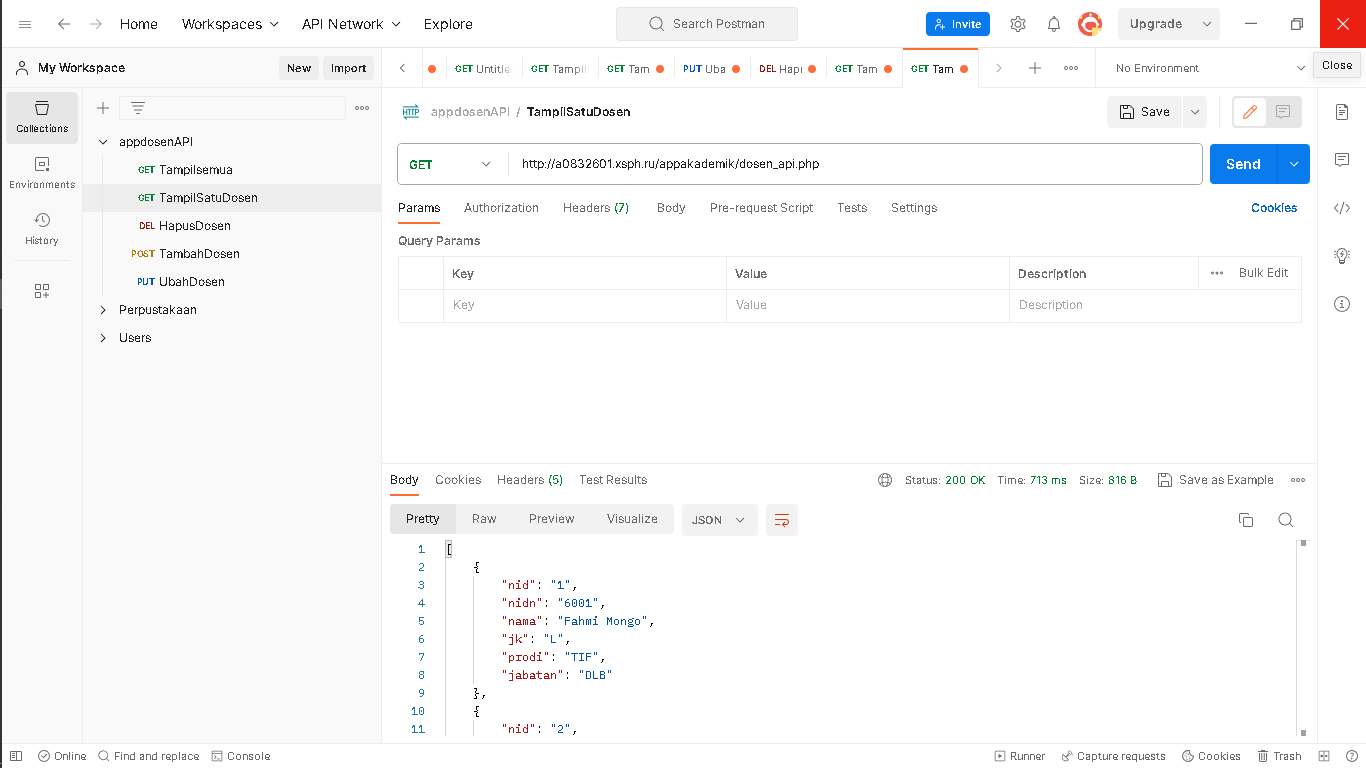 Home Workspaces API Network Explore Search Postman Invite Upgrade
My Workspace New Import GET Untitle GET Tampil GET Tam PUT Uba DEL Hapu GET Tam GET Tam No Environment Close
Collections
Environments
History
appdosenAPI
GET Tampilsemua
GET TampilSatuDosen
DEL HapusDosen
POST TambahDosen
PUT UbahDosen
Perpustakaan
Users
HTTP appdosenAPI / TampilSatuDosen Save
GET http://a0832601.xsph.ru/appakademik/dosen_api.php Send
Params Authorization Headers (7) Body Pre-request Script Tests Settings Cookies
Query Params
Key Value Description Bulk Edit
Key Value Description
Body Cookies Headers (5) Test Results Status: 200 OK Time: 713 ms Size: 816 B Save as Example
Pretty Raw Preview Visualize JSON
1 [
2 {
3 "nid": "1",
4 "nidn": "6001",
5 "nama": "Fahmi Mongo",
6 "jk": "L",
7 "prodi": "TIF",
8 "jabatan": "DLB"
9 },
10 {
11 "nid": "2",
Online Find and replace Console Runner Capture requests Cookies Trash